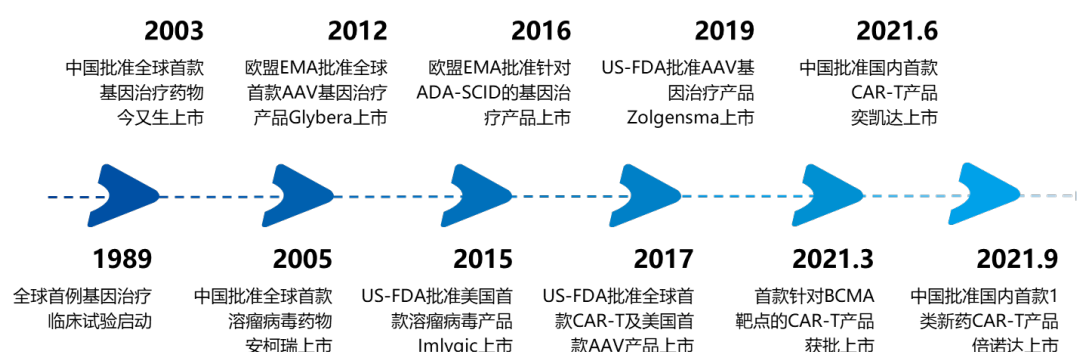 2003
中国批准全球首款
基因治疗药物
今又生上市
2012
欧盟EMA批准全球
首款AAV基因治疗
产品Glybera上市
2016
欧盟EMA批准针对
ADA-SCID的基因治
疗产品上市
2019
US-FDA批准AAV基
因治疗产品
Zolgensma上市
2021.6
中国批准国内首款
CAR-T产品
奕凯达上市
1989
全球首例基因治疗
临床试验启动
2005
中国批准全球首款
溶瘤病毒药物
安柯瑞上市
2015
US-FDA批准美国首
款溶瘤病毒产品
Imlygic上市
2017
US-FDA批准全球首
款CAR-T及美国首
款AAV产品上市
2021.3
首款针对BCMA
靶点的CAR-T产品
获批上市
2021.9
中国批准国内首款1
类新药CAR-T产品
倍诺达上市